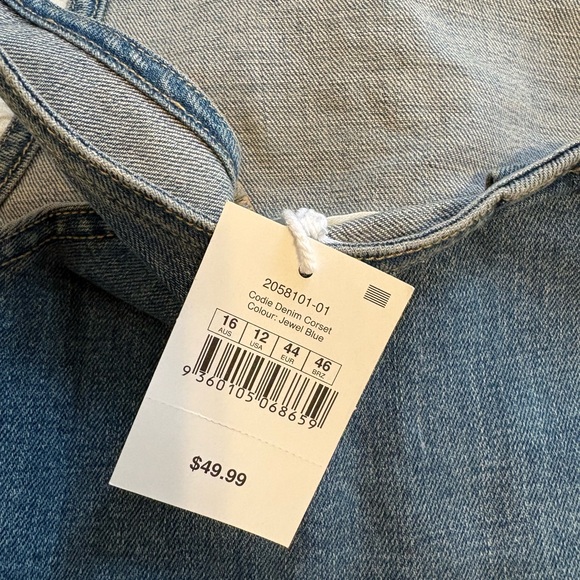 2058101-01
Codie Denim Corset
Colour: Jewel Blue
16 12 44 46
AUS USA EUR BRZ
9 360105 068659
$49.99